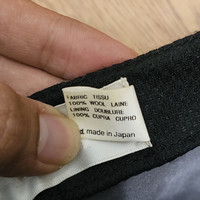 FABRIC TISSU
100% WOOL LAINE
LINING DOUBLURE
100% CUPRA CUPRO
made in Japan